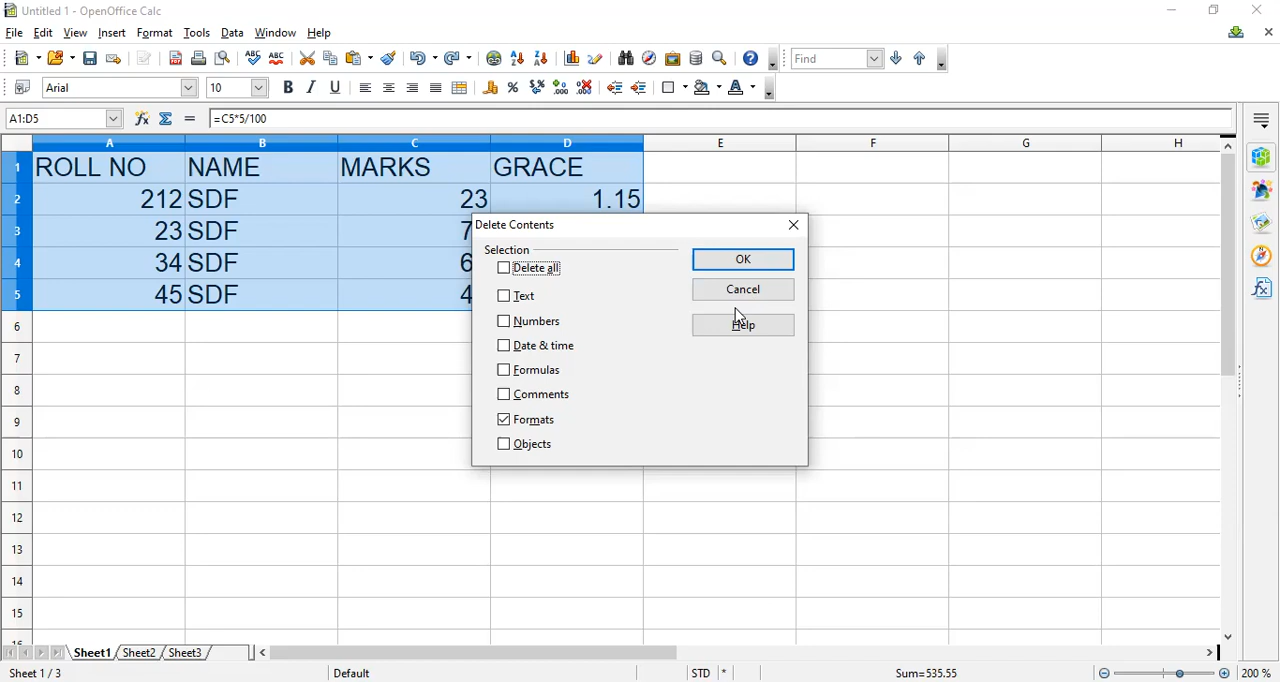 Untitled 1 - OpenOffice Calc
File Edit View Insert Format Tools Data Window Help
Find
Arial 10
A1:D5 =C5*5/100
A B C D E F G H
1 ROLL NO NAME MARKS GRACE
2 212 SDF 23 1.15
3 23 SDF 7
4 34 SDF 6
5 45 SDF 4
6
7
8
9
10
11
12
13
14
15
16
Delete Contents
Selection
Delete all
Text
Numbers
Date & time
Formulas
Comments
Formats
Objects
OK
Cancel
Help
Sheet1 Sheet2 Sheet3
Sheet 1 / 3 Default STD * Sum=535.55 200 %